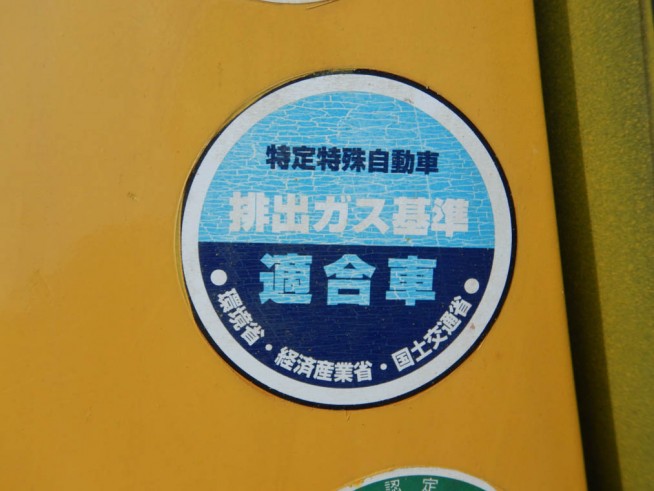 特定特殊自動車
排出ガス基準
適合車
●環境省・経済産業省・国土交通省●
認定